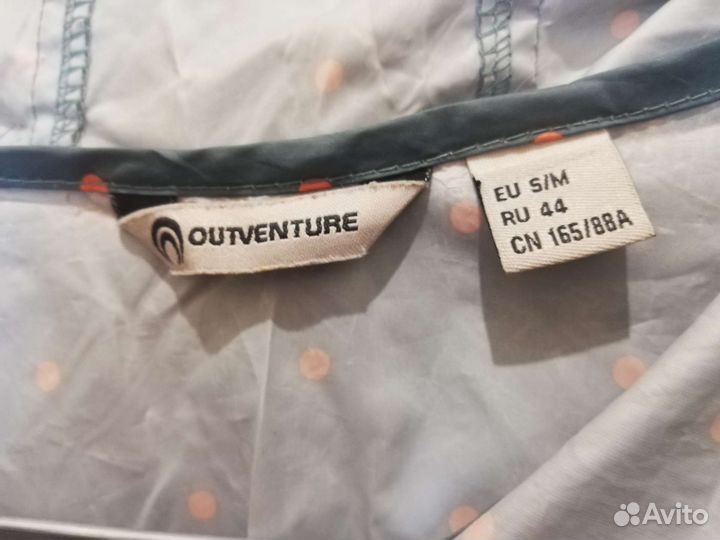 OUTVENTURE
EU S/M
RU 44
CN 165/88A
Avito